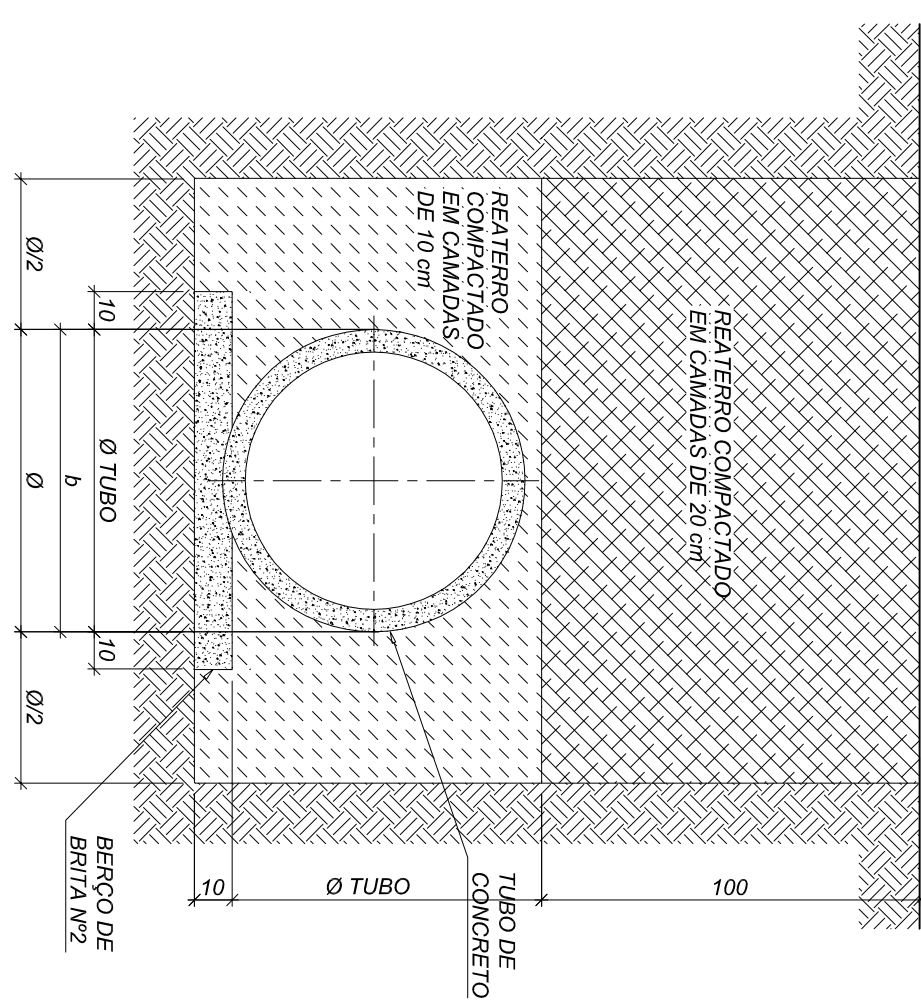 REATERRO COMPACTADO
EM CAMADAS DE 20 cm
REATERRO
COMPACTADO
EM CAMADAS
DE 10 cm
100
Ø TUBO
10
TUBO DE
CONCRETO
BERÇO DE
BRITA Nº2
10
Ø TUBO
10
b
Ø/2
Ø
Ø/2